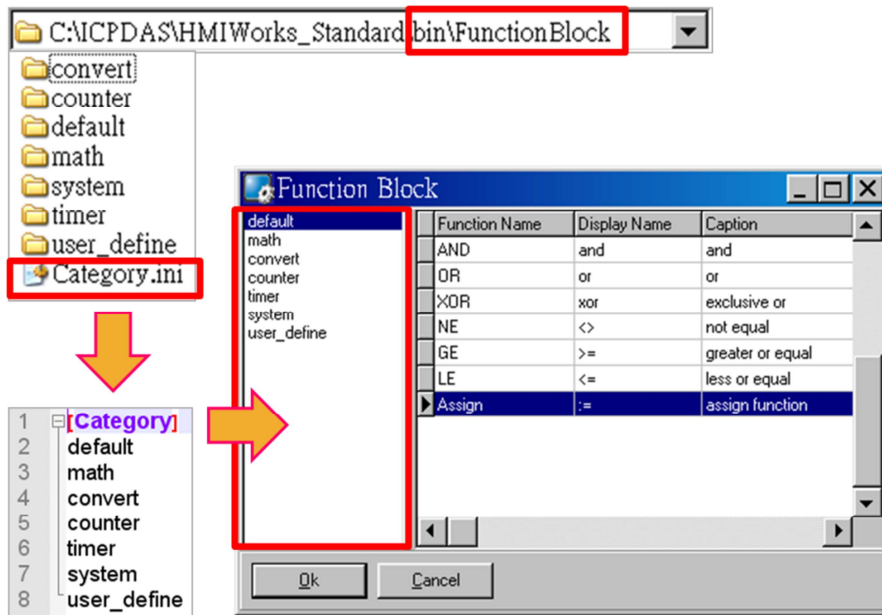 C:\ICPDAS\HMIWorks_Standard\bin\FunctionBlock
convert
counter
default
math
system
timer
user_define
Category.ini
1 [Category]
2 default
3 math
4 convert
5 counter
6 timer
7 system
8 user_define
Function Block
default
math
convert
counter
timer
system
user_define
Function Name Display Name Caption
AND and and
OR or or
XOR xor exclusive or
NE <> not equal
GE >= greater or equal
LE <= less or equal
Assign := assign function
Ok Cancel